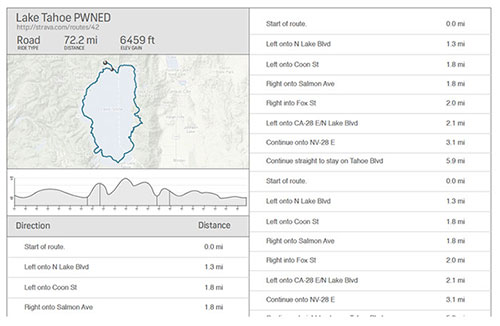 Lake Tahoe PWNED
http://strava.com/routes/42
Road 72.2 mi 6459 ft
RIDE TYPE DISTANCE ELEV GAIN
Direction Distance
Start of route. 0.0 mi
Left onto N Lake Blvd 1.3 mi
Left onto Coon St 1.8 mi
Right onto Salmon Ave 1.8 mi
Start of route. 0.0 mi
Left onto N Lake Blvd 1.3 mi
Left onto Coon St 1.8 mi
Right onto Salmon Ave 1.8 mi
Right into Fox St 2.0 mi
Left onto CA-28 E/N Lake Blvd 2.1 mi
Continue onto NV-28 E 3.1 mi
Continue straight to stay on Tahoe Blvd 5.9 mi
Start of route. 0.0 mi
Left onto N Lake Blvd 1.3 mi
Left onto Coon St 1.8 mi
Right onto Salmon Ave 1.8 mi
Right into Fox St 2.0 mi
Left onto CA-28 E/N Lake Blvd 2.1 mi
Continue onto NV-28 E 3.1 mi